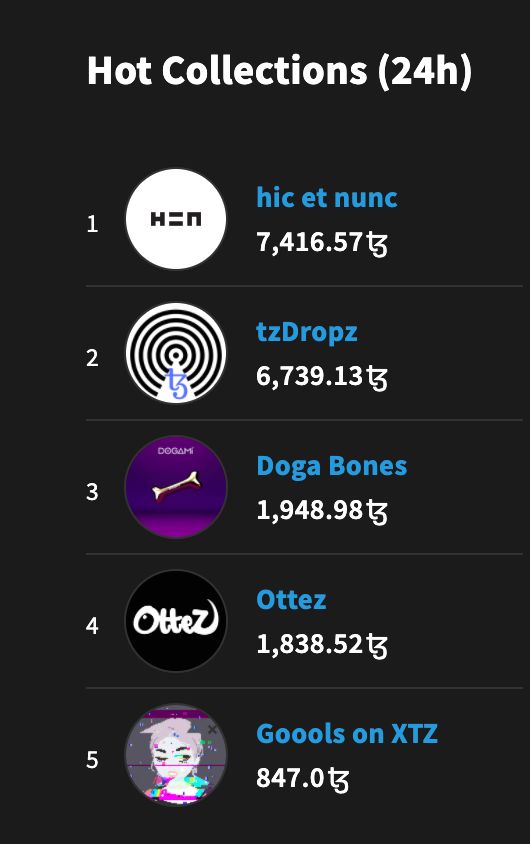 Hot Collections (24h)
1
H=N
hic et nunc
7,416.57ꜩ
2
ꜩ
tzDropz
6,739.13ꜩ
3
DOGAMI
Doga Bones
1,948.98ꜩ
4
OtteZ
Ottez
1,838.52ꜩ
5
Goools on XTZ
847.0ꜩ